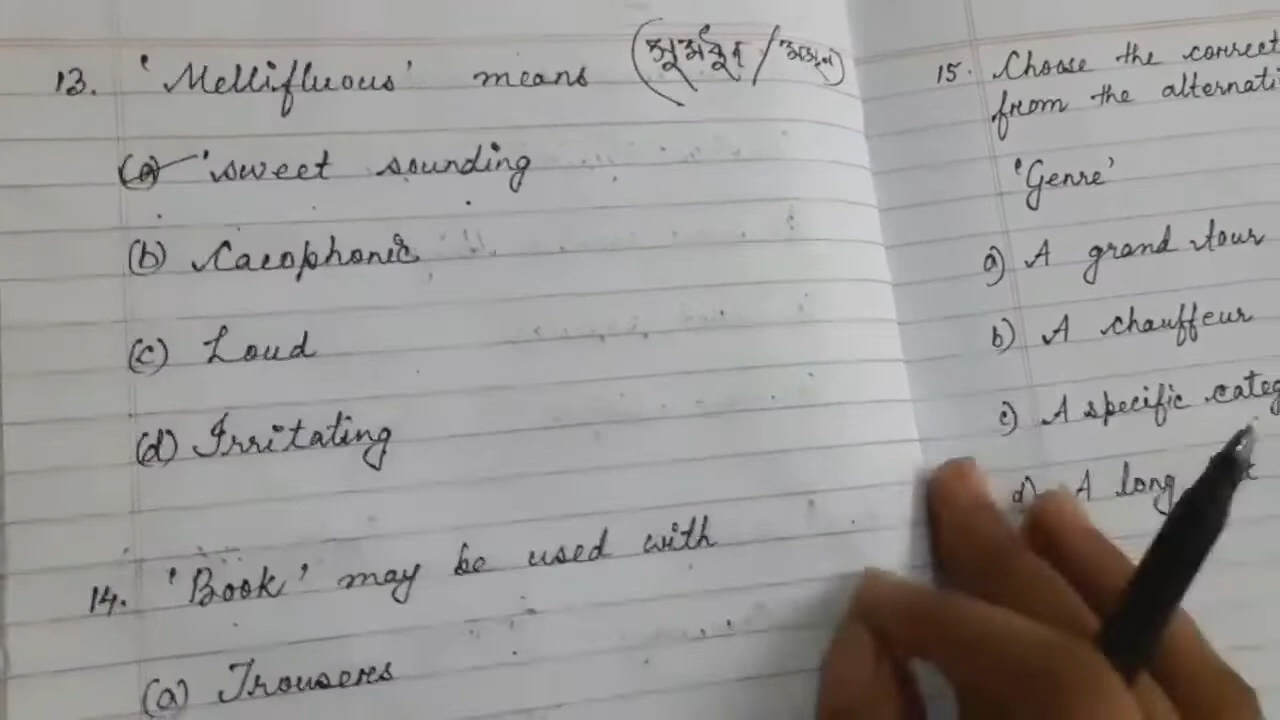 13. 'Mellifluous' means
(a) 'sweet sounding
(b) Cacophonic
(c) Loud
(d) Irritating
14. 'Book' may be used with
(a) Trouseres
15. Choose the correct
from the alternati
'Genre'
a) A grand tour
b) A chauffeur
c) A specific categ
d) A long